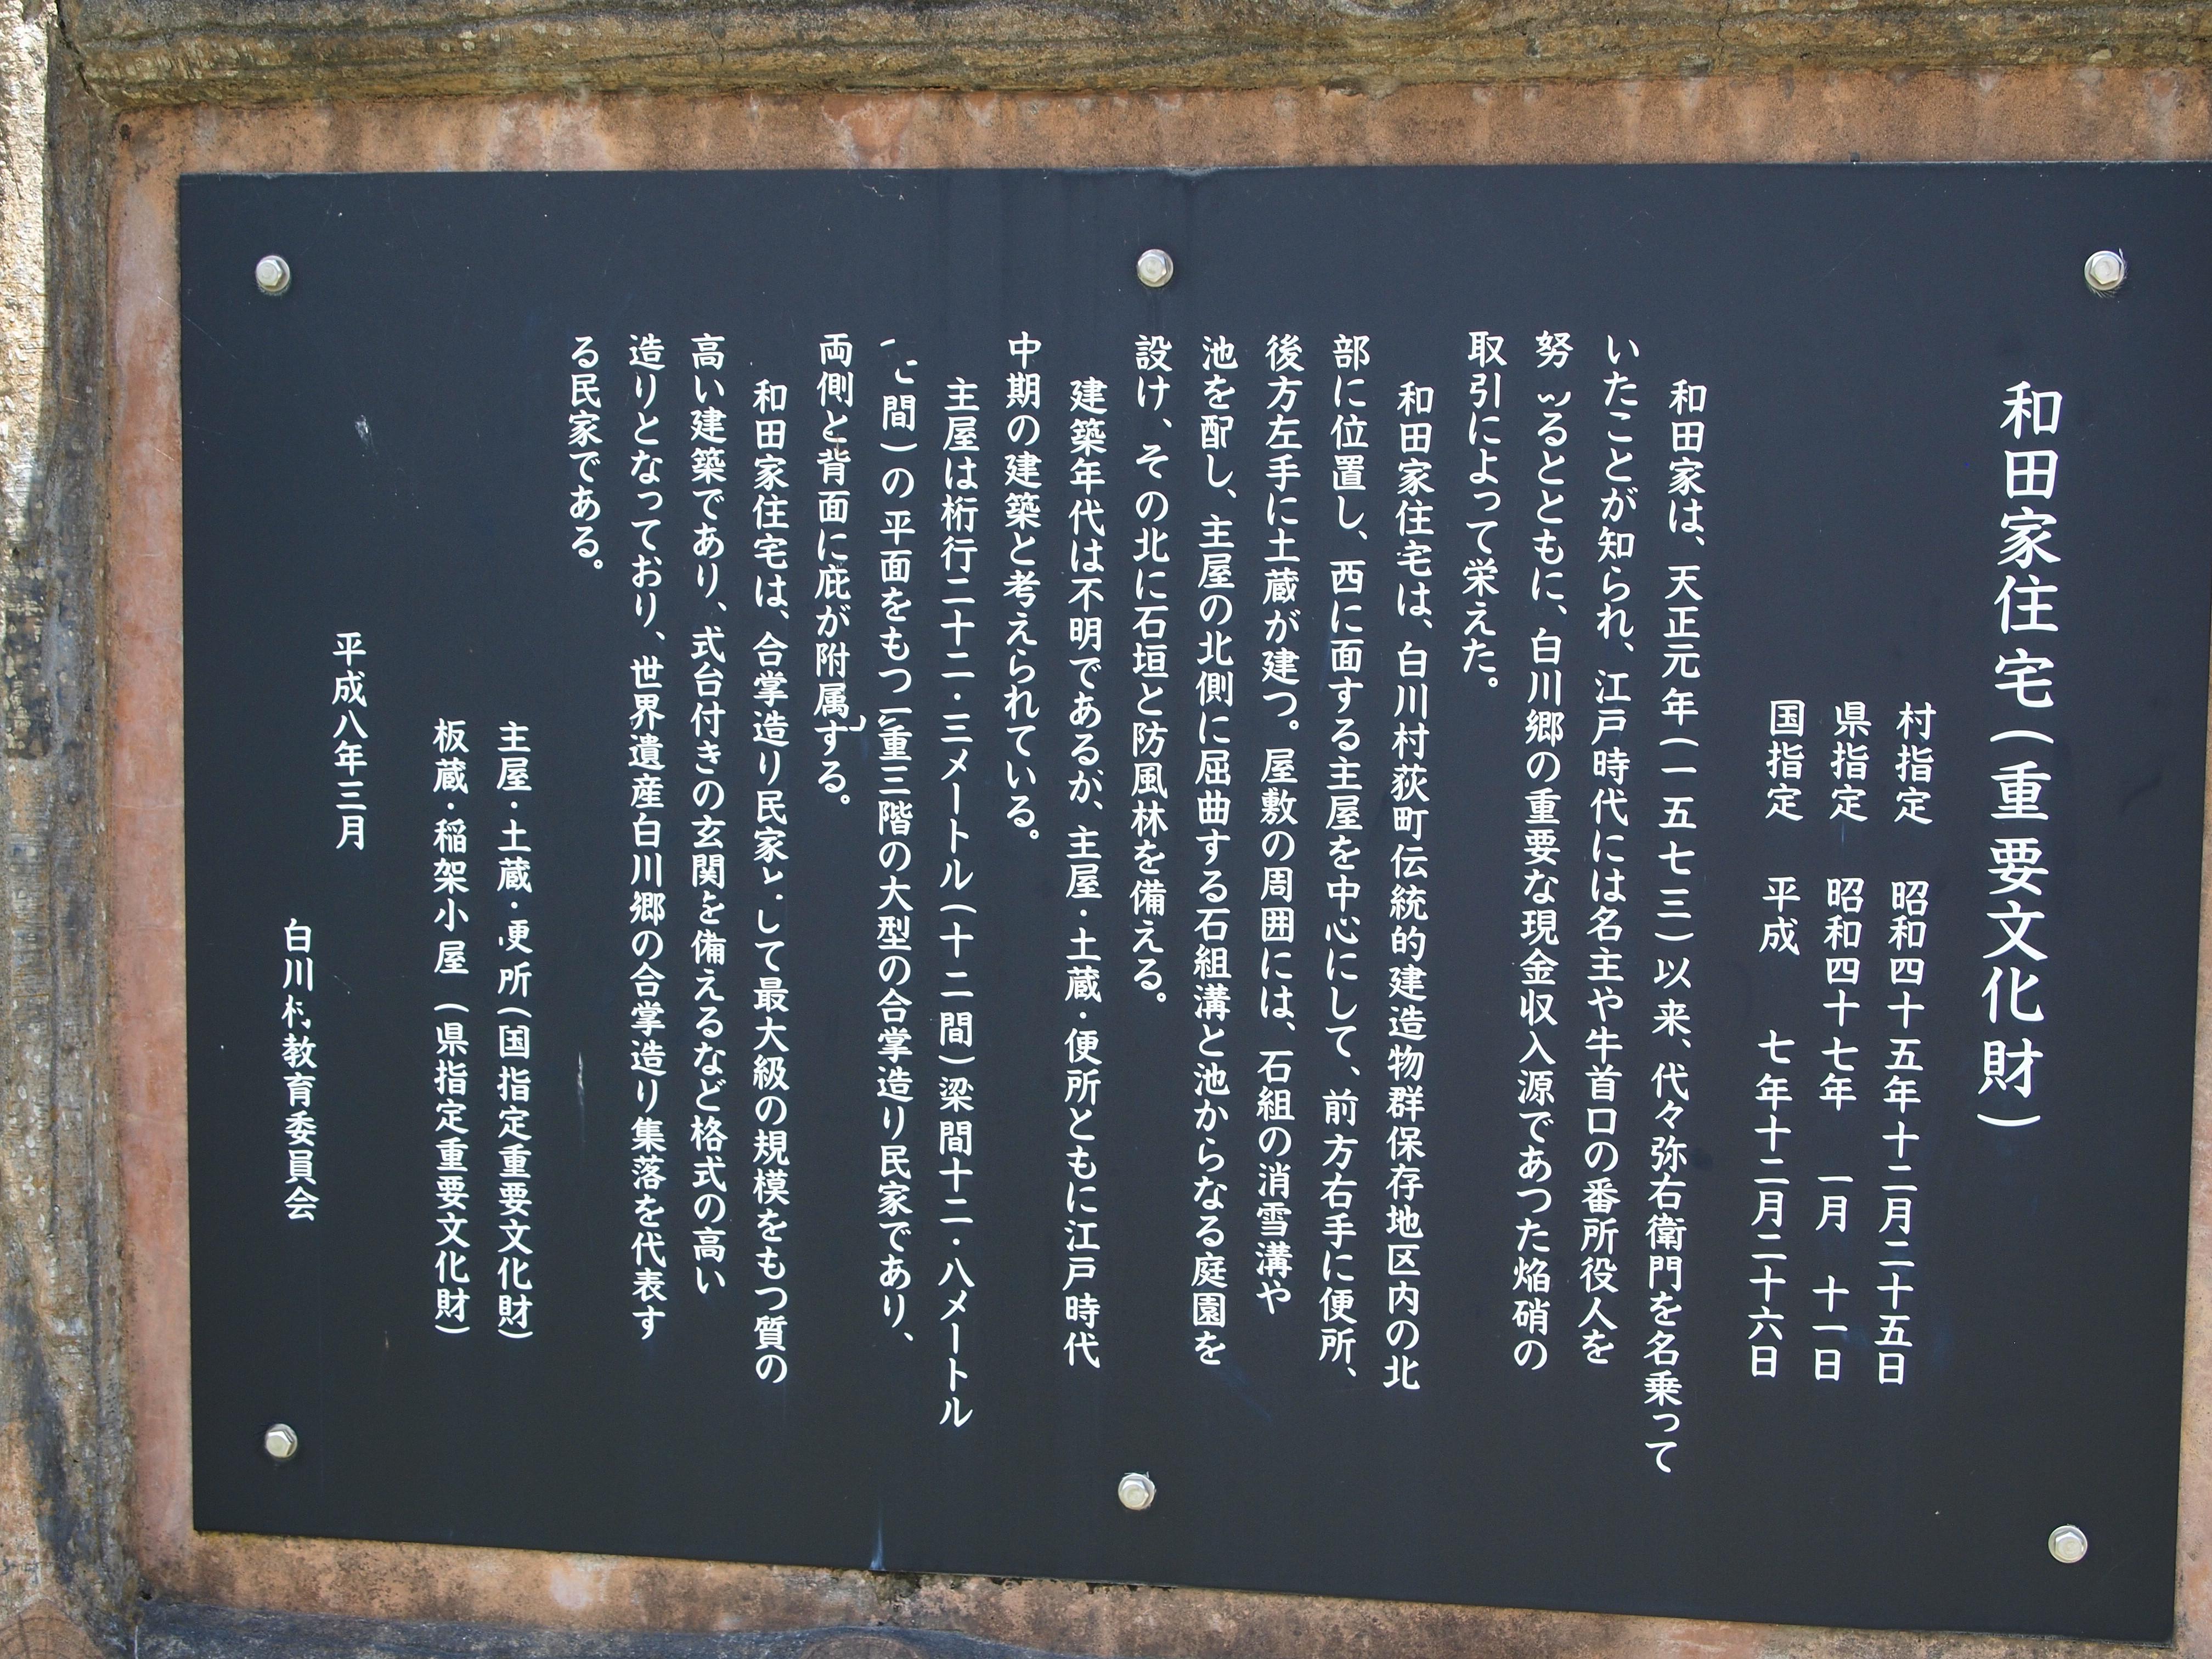 和田家住宅(重要文化財)
村指定　昭和四十五年十二月二十五日
県指定　昭和四十七年　一月　十一日
国指定　平成　七年十二月二十六日
和田家は、天正元年(一五七三)以来、代々弥右衛門を名乗って
いたことが知られ、江戸時代には名主や牛首口の番所役人を
努 るとともに、白川郷の重要な現金収入源であつた焔硝の
取引によって栄えた。
和田家住宅は、白川村荻町伝統的建造物群保存地区内の北
部に位置し、西に面する主屋を中心にして、前方右手に便所、
後方左手に土蔵が建つ。屋敷の周囲には、石組の消雪溝や
池を配し、主屋の北側に屈曲する石組溝と池からなる庭園を
設け、その北に石垣と防風林を備える。
建築年代は不明であるが、主屋・土蔵・便所ともに江戸時代
中期の建築と考えられている。
主屋は桁行二十二・三メートル(十二間)梁間十二・八メートル
間)の平面をもつ 重三階の大型の合掌造り民家であり、
両側と背面に庇が附属する。
和田家住宅は、合掌造り民家として最大級の規模をもつ質の
高い建築であり、式台付きの玄関を備えるなど格式の高い
造りとなっており、世界遺産白川郷の合掌造り集落を代表す
る民家である。
主屋・土蔵・便所(国指定重要文化財)
板蔵・稲架小屋(県指定重要文化財)
平成八年三月
白川村教育委員会